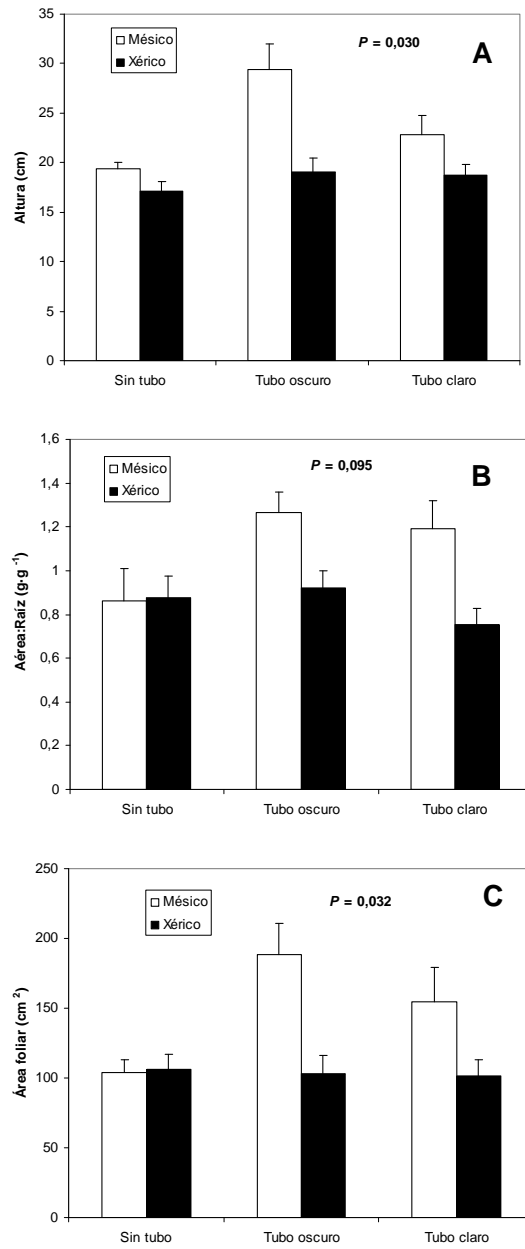 35
30
25
20
15
10
5
0
Altura (cm)
Mésico
Xérico
P = 0,030
A
Sin tubo Tubo oscuro Tubo claro
1,6
1,4
1,2
1
0,8
0,6
0,4
0,2
0
Aérea:Raíz (g·g -1)
Mésico
Xérico
P = 0,095
B
Sin tubo Tubo oscuro Tubo claro
250
200
150
100
50
0
Área foliar (cm 2)
Mésico
Xérico
P = 0,032
C
Sin tubo Tubo oscuro Tubo claro